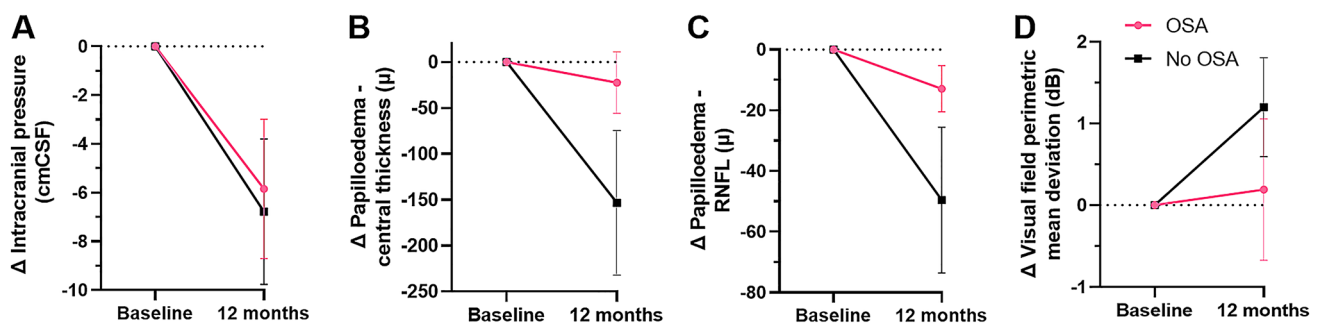 A
Δ Intracranial pressure
(cmCSF)
0
-2
-4
-6
-8
-10
Baseline
12 months
B
Δ Papilloedema -
central thickness (μ)
0
-50
-100
-150
-200
-250
Baseline
12 months
C
Δ Papilloedema -
RNFL (μ)
0
-20
-40
-60
-80
Baseline
12 months
D
Δ Visual field perimetric
mean deviation (dB)
2
1
0
-1
Baseline
12 months
OSA
No OSA